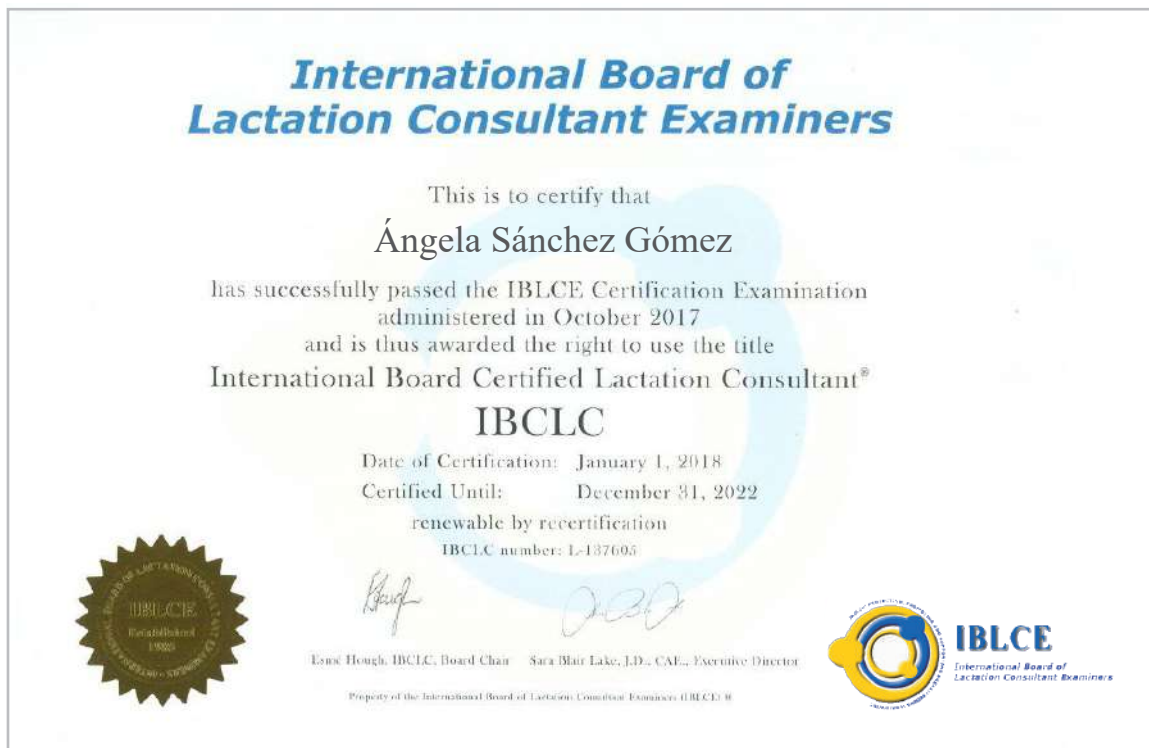 International Board of
Lactation Consultant Examiners
This is to certify that
Ángela Sánchez Gómez
has successfully passed the IBLCE Certification Examination
administered in October 2017
and is thus awarded the right to use the title
International Board Certified Lactation Consultant®
IBCLC
Date of Certification: January 1, 2018
Certified Until: December 31, 2022
renewable by recertification
IBCLC number: L-137605
Esmé Hough, IBCLC, Board Chair Sara Blair Lake, J.D., CAE., Executive Director
Property of the International Board of Lactation Consultant Examiners (IBLCE) ®
IBLCE
Established
1985
IBLCE
International Board of
Lactation Consultant Examiners